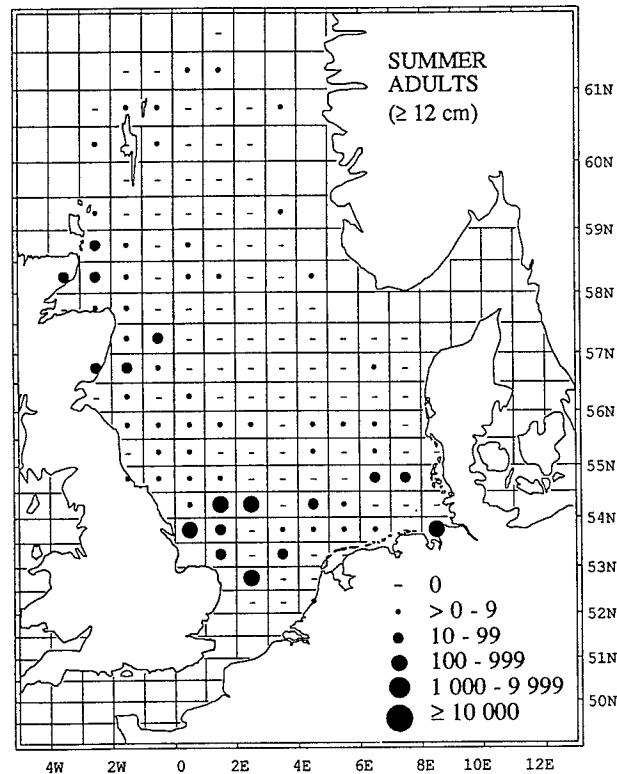 SUMMER
ADULTS
(≥ 12 cm)
61N
60N
59N
58N
57N
56N
55N
54N
53N
52N
51N
50N
- 0
> 0 - 9
10 - 99
100 - 999
1 000 - 9 999
≥ 10 000
4W 2W 0 2E 4E 6E 8E 10E 12E